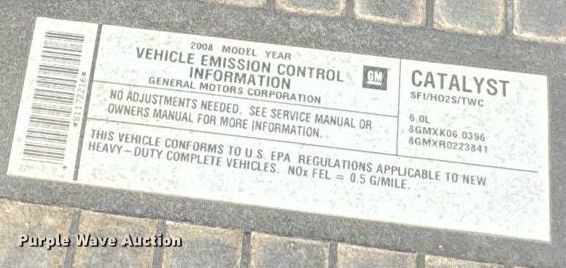 2008 MODEL YEAR
VEHICLE EMISSION CONTROL
INFORMATION
GENERAL MOTORS CORPORATION
GM
NO ADJUSTMENTS NEEDED. SEE SERVICE MANUAL OR
OWNERS MANUAL FOR MORE INFORMATION.
THIS VEHICLE CONFORMS TO U.S. EPA REGULATIONS APPLICABLE TO NEW
HEAVY-DUTY COMPLETE VEHICLES. NOx FEL = 0.5 G/MILE.
CATALYST
SFI/HO2S/TWC
6.0L
8GMXK06.0396
8GMXR0223841
Purple Wave Auction